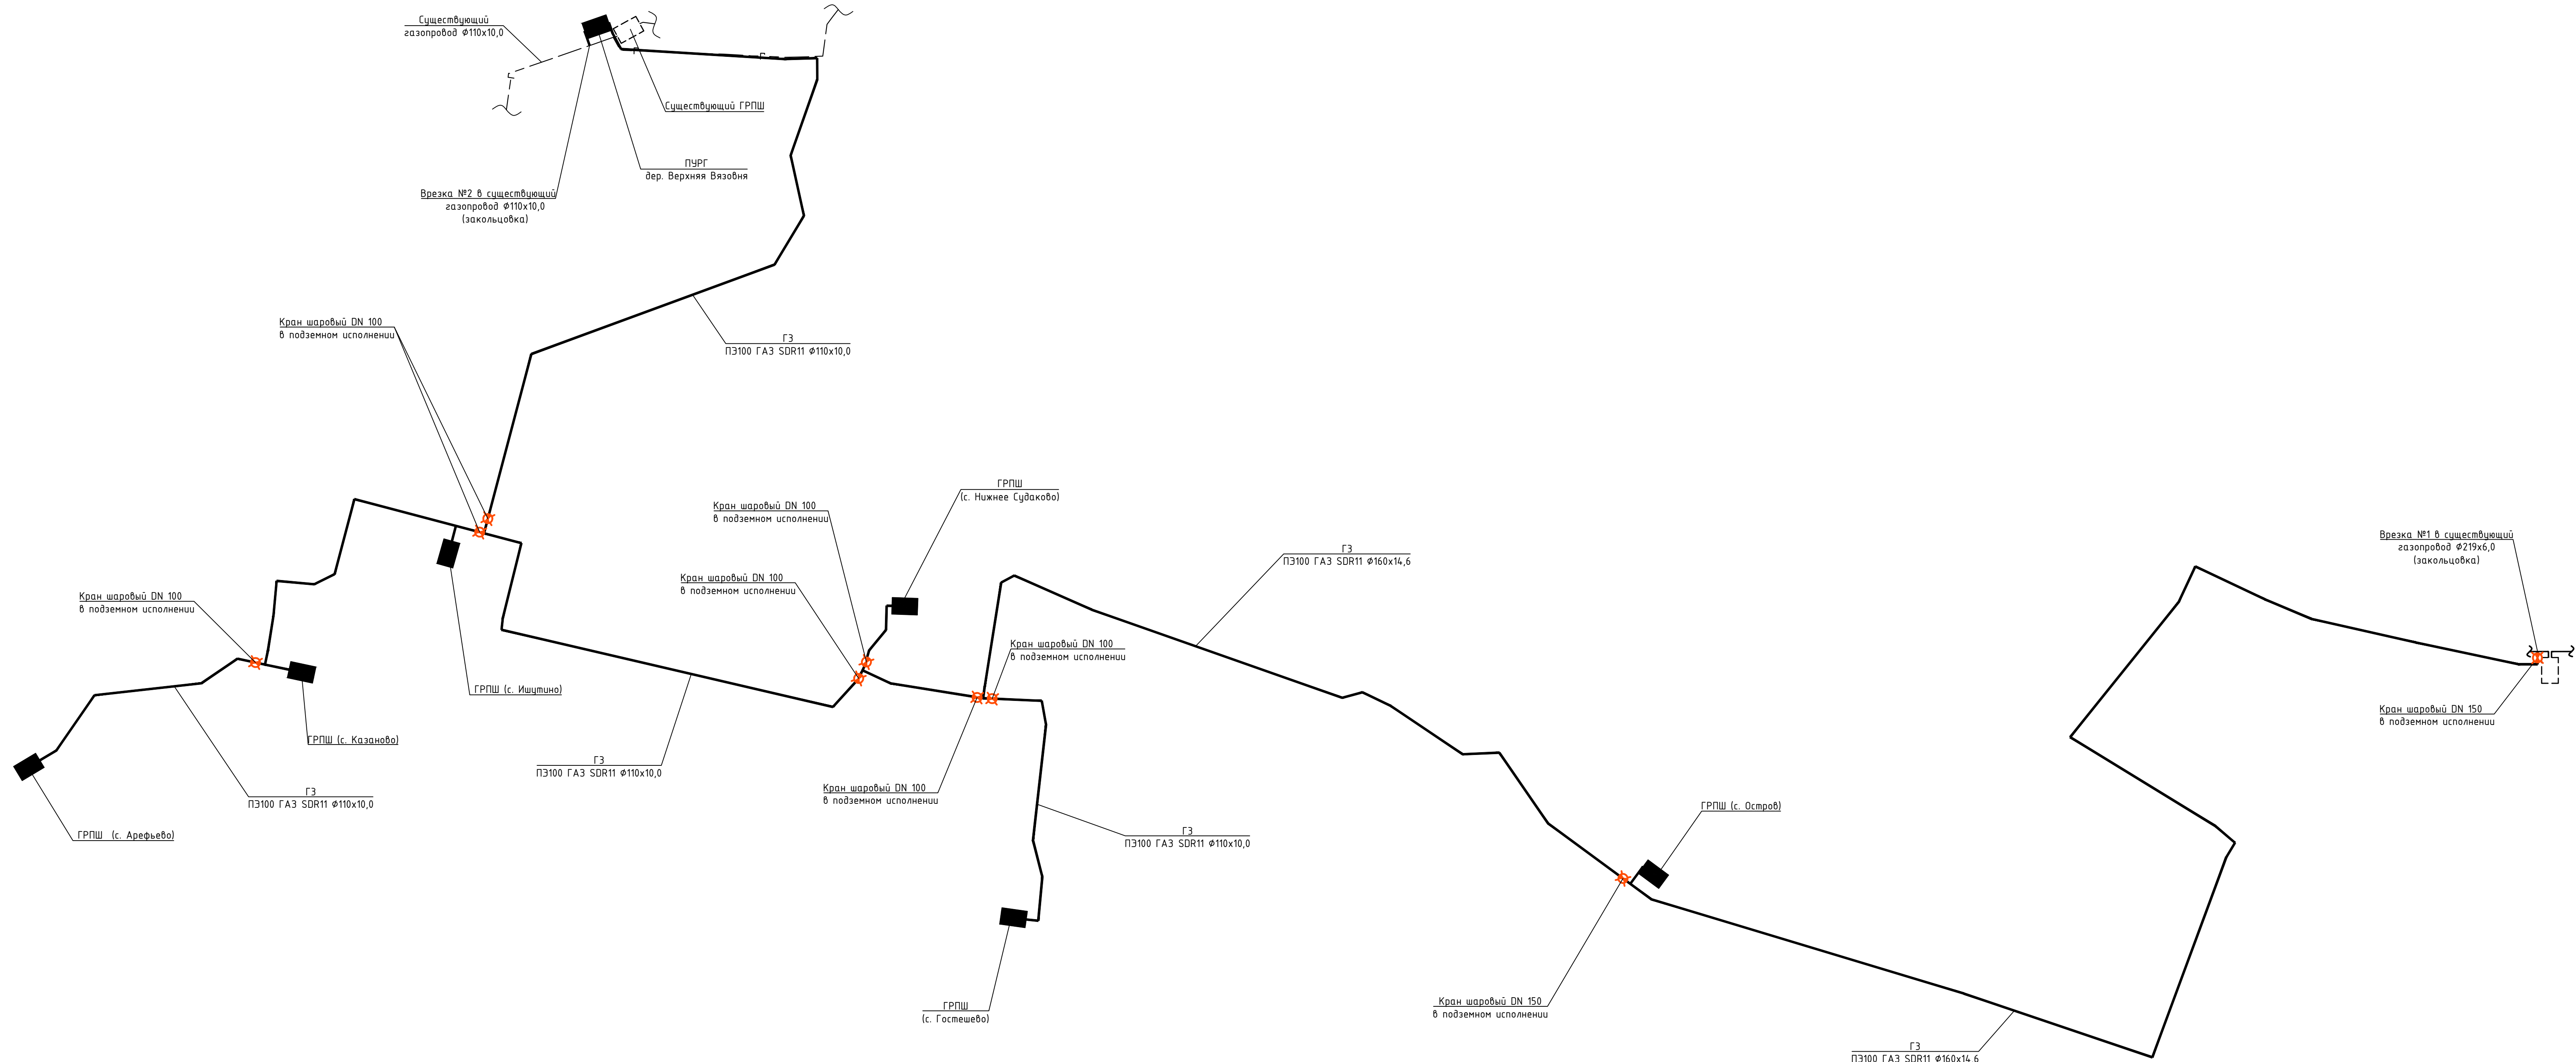 Существующий
газопровод Ф110х10,0
Существующий ГРПШ
ПУРГ
дер. Верхняя Вязовня
Врезка №2 в существующий
газопровод Ф110х10,0
(закольцовка)
Кран шаровый DN 100
в подземном исполнении
Г3
ПЭ100 ГАЗ SDR11 Ф110х10,0
ГРПШ
(с. Нижнее Судаково)
Кран шаровый DN 100
в подземном исполнении
Врезка №1 в существующий
газопровод Ф219х6,0
(закольцовка)
Г3
ПЭ100 ГАЗ SDR11 Ф160х14,6
Кран шаровый DN 100
в подземном исполнении
Кран шаровый DN 100
в подземном исполнении
Кран шаровый DN 100
в подземном исполнении
ГРПШ (с. Ишутино)
Кран шаровый DN 150
в подземном исполнении
ГРПШ (с. Казаново)
Г3
ПЭ100 ГАЗ SDR11 Ф110х10,0
Г3
ПЭ100 ГАЗ SDR11 Ф110х10,0
Кран шаровый DN 100
в подземном исполнении
ГРПШ (с. Остров)
ГРПШ (с. Арефьево)
Г3
ПЭ100 ГАЗ SDR11 Ф110х10,0
Кран шаровый DN 150
в подземном исполнении
ГРПШ
(с. Гостешево)
Г3
ПЭ100 ГАЗ SDR11 Ф160х14,6